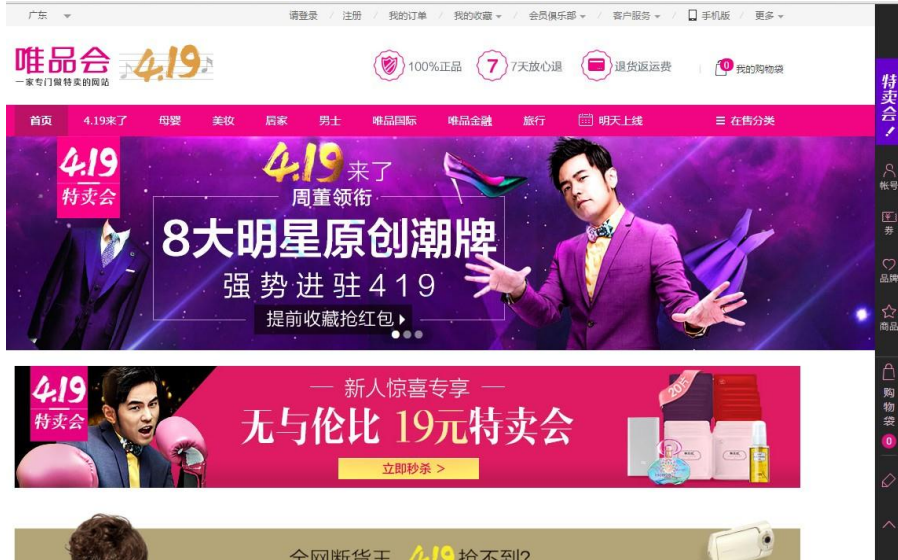 广东
请登录 / 注册 / 我的订单 / 我的收藏 / 会员俱乐部 / 客户服务 / 手机版 / 更多
唯品会 4.19
一家专门做特卖的网站
100%正品 7 7天放心退 退货返运费 0 我的购物袋
首页 4.19来了 母婴 美妆 居家 男士 唯品国际 唯品金融 旅行 明天上线 在售分类
4.19
特卖会
4.19来了
周董领衔
8大明星原创潮牌
强势进驻419
提前收藏抢红包
4.19
特卖会
新人惊喜专享
无与伦比 19元特卖会
立即秒杀 >
2015
全网断货王 4.19抢不到?
特卖会!
帐号
券
品牌
商品
购物袋
0